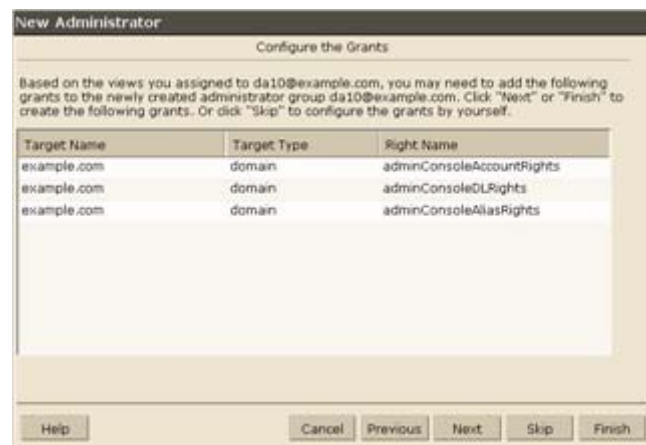 New Administrator
Configure the Grants
Based on the views you assigned to da10@example.com, you may need to add the following
grants to the newly created administrator group da10@example.com. Click "Next" or "Finish" to
create the following grants. Or click "Skip" to configure the grants by yourself.
Target Name Target Type Right Name
example.com domain adminConsoleAccountRights
example.com domain adminConsoleDLRights
example.com domain adminConsoleAliasRights
Help Cancel Previous Next Skip Finish